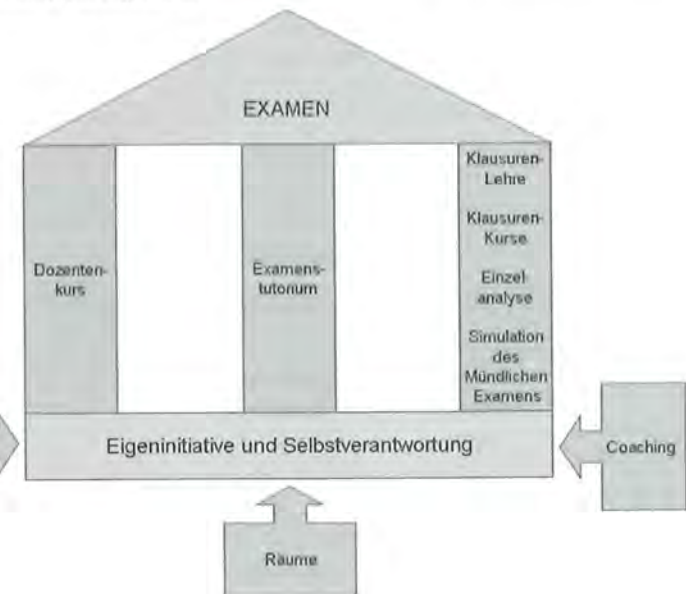 EXAMEN
Dozenten-
kurs
Examens-
tutorium
Klausuren-
Lehre
Klausuren-
Kurse
Einzel
analyse
Simulation
des
Mündlichen
Examens
Eigeninitiative und Selbstverantwortung
Coaching
Räume